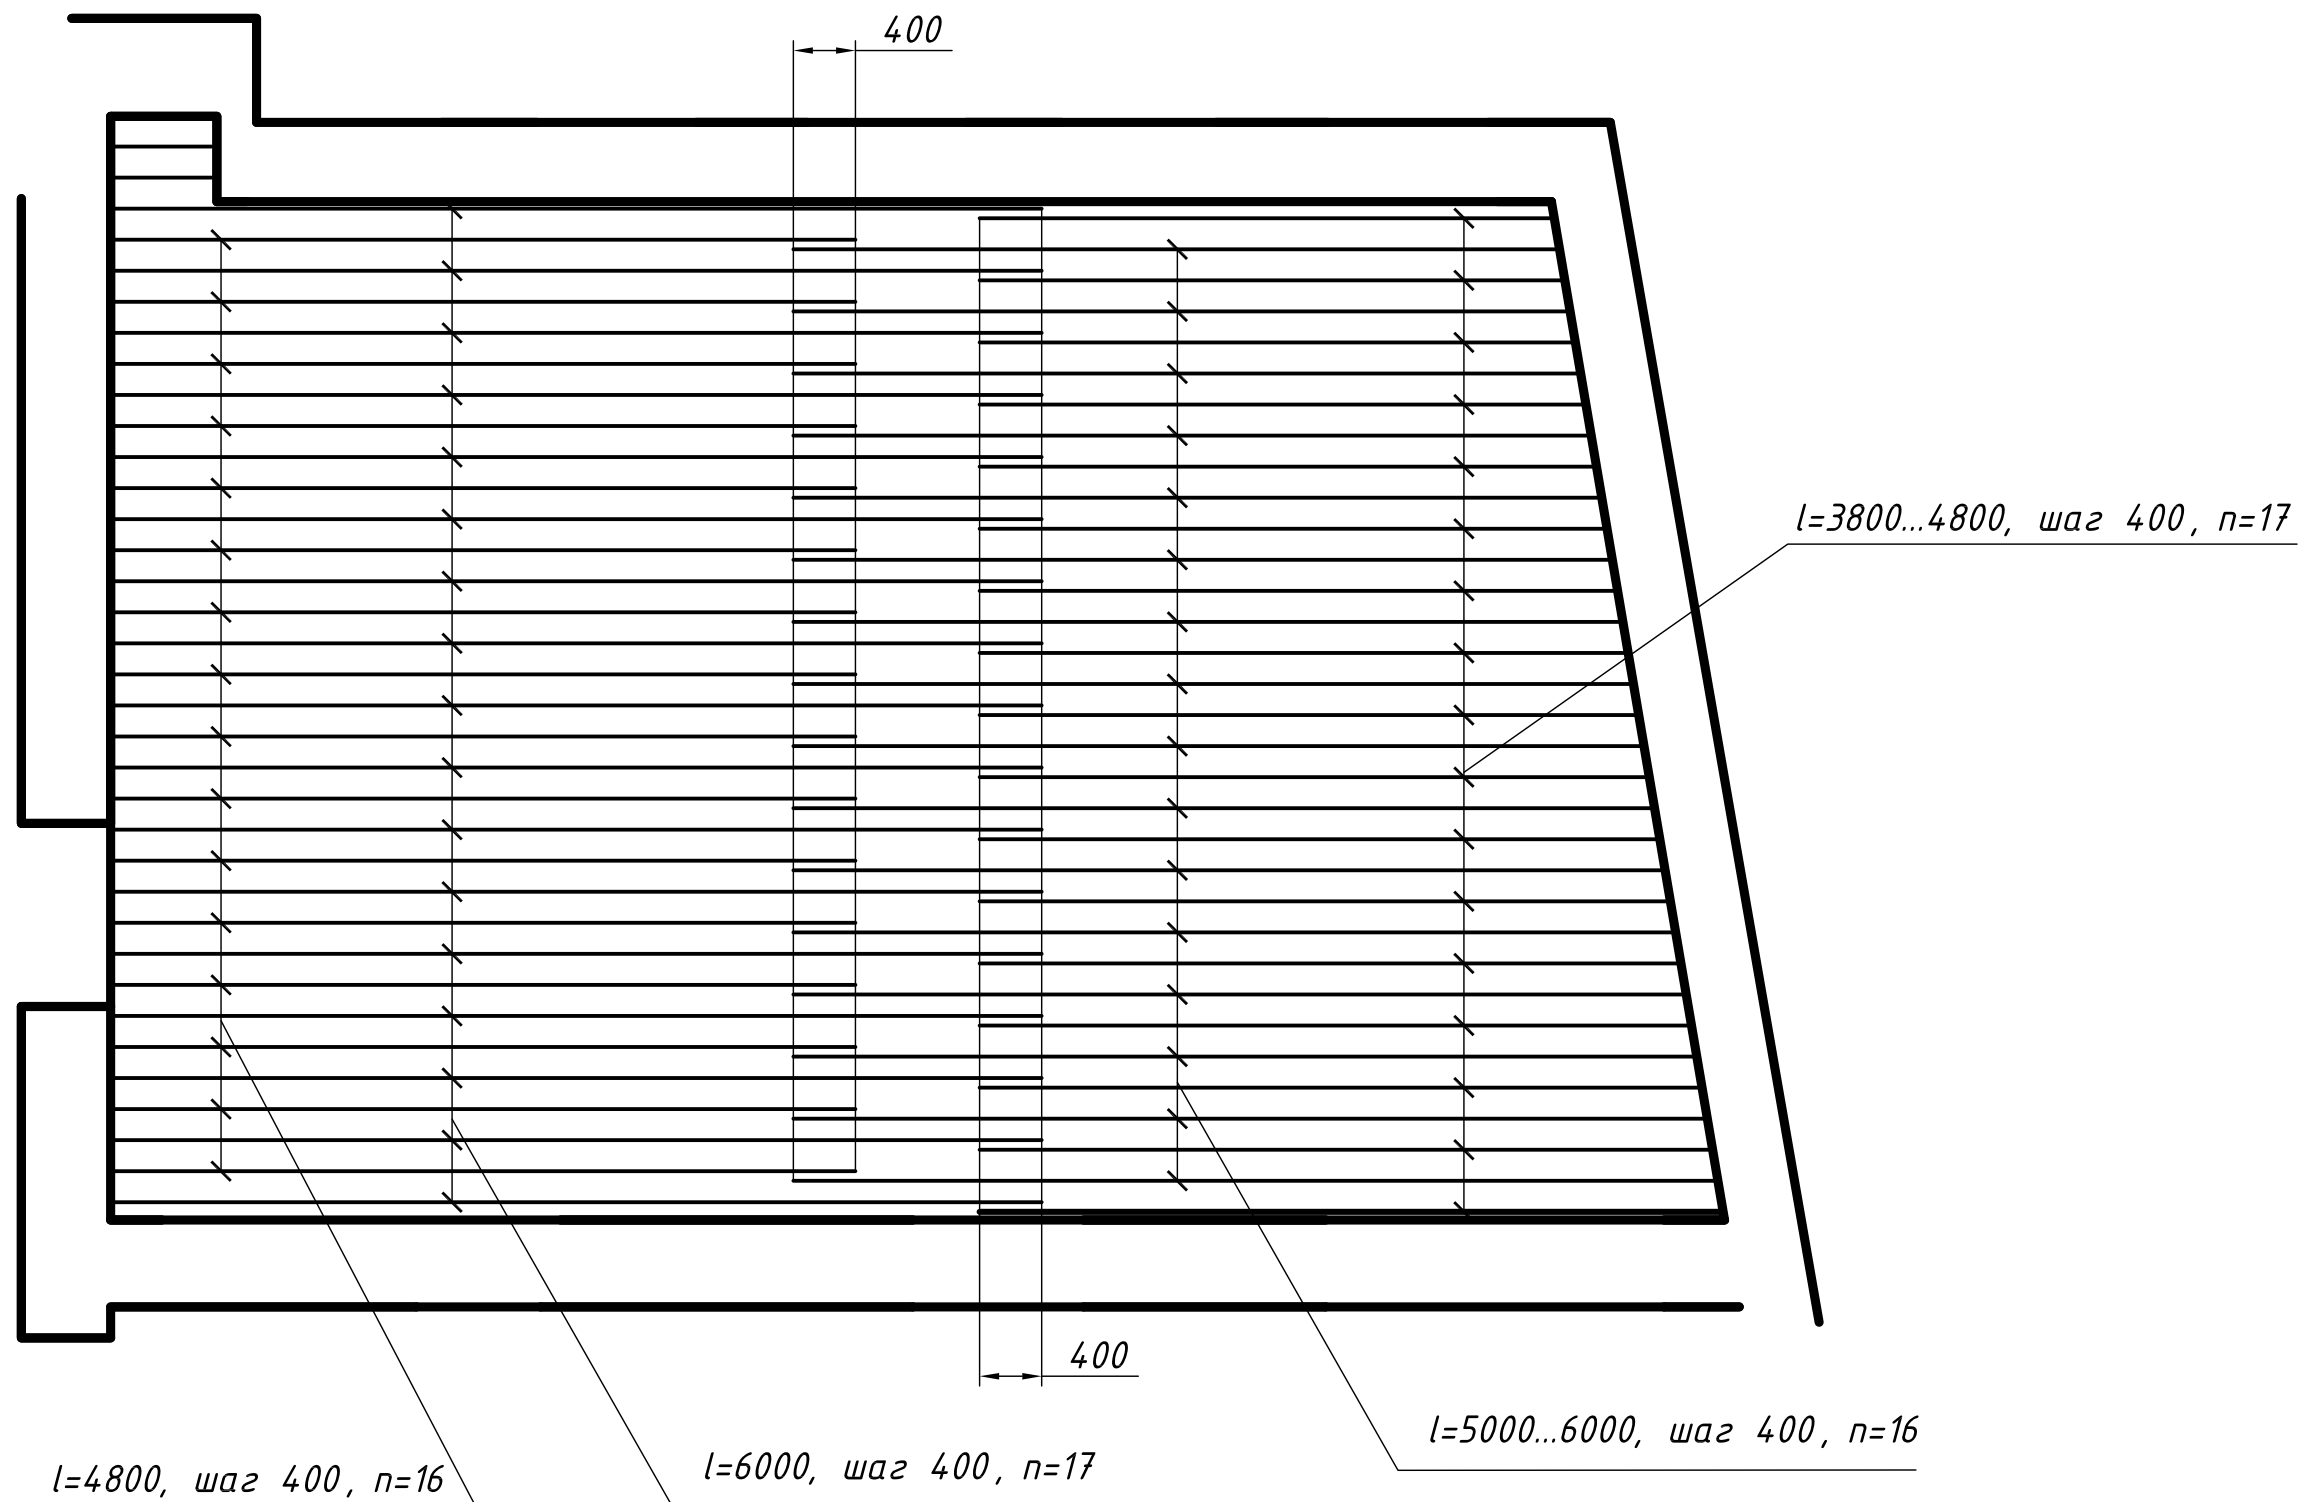 400
l=3800...4800, шаг 400, n=17
400
l=5000...6000, шаг 400, n=16
l=6000, шаг 400, n=17
l=4800, шаг 400, n=16